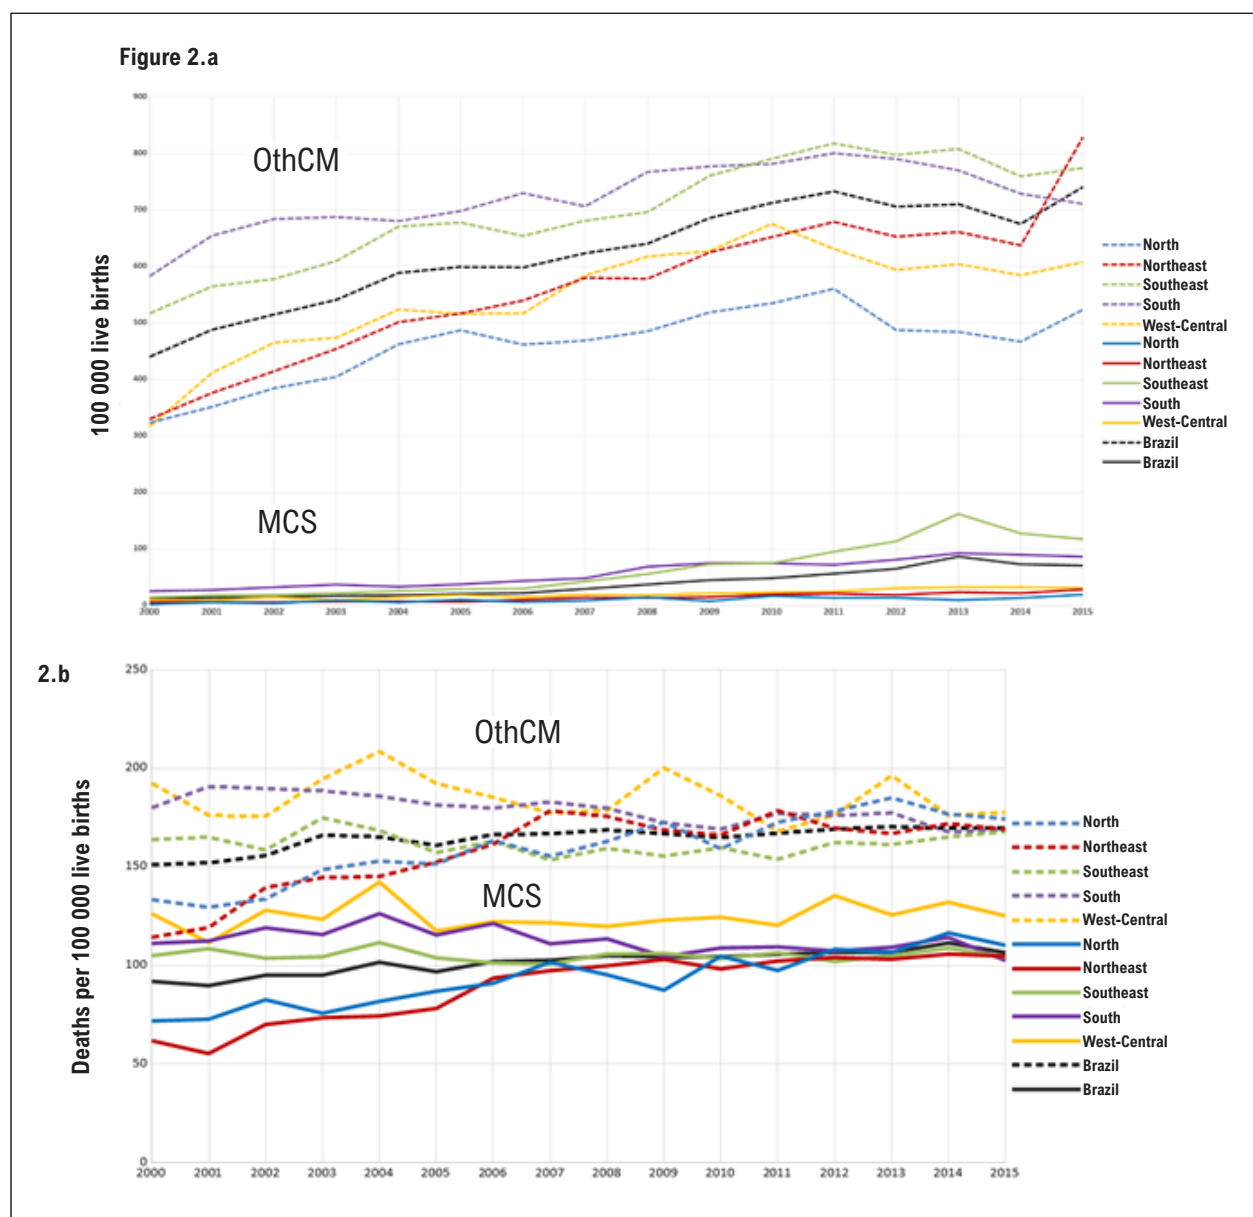 Figure 2.a
900
OthCM
800
700
600
500
400
300
200
100
0
MCS
100 000 live births
2000 2001 2002 2003 2004 2005 2006 2007 2008 2009 2010 2011 2012 2013 2014 2015
North
Northeast
Southeast
South
West-Central
North
Northeast
Southeast
South
West-Central
Brazil
Brazil
2.b
250
OthCM
200
150
MCS
100
50
0
Deaths per 100 000 live births
2000 2001 2002 2003 2004 2005 2006 2007 2008 2009 2010 2011 2012 2013 2014 2015
North
Northeast
Southeast
South
West-Central
North
Northeast
Southeast
South
West-Central
Brazil
Brazil